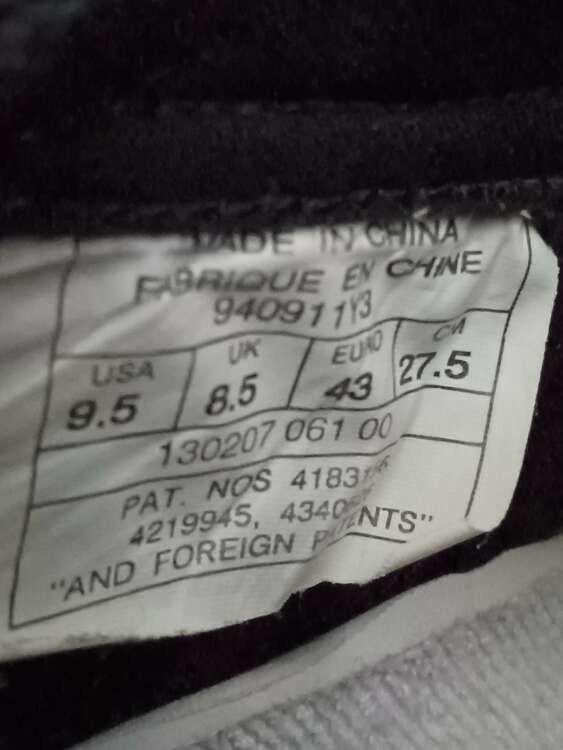 MADE IN CHINA
FABRIQUE EN CHINE
940911Y3
USA UK EURO CM
9.5 8.5 43 27.5
130207 061 00
PAT. NOS
4219945,
"AND FOREIGN PATENTS"